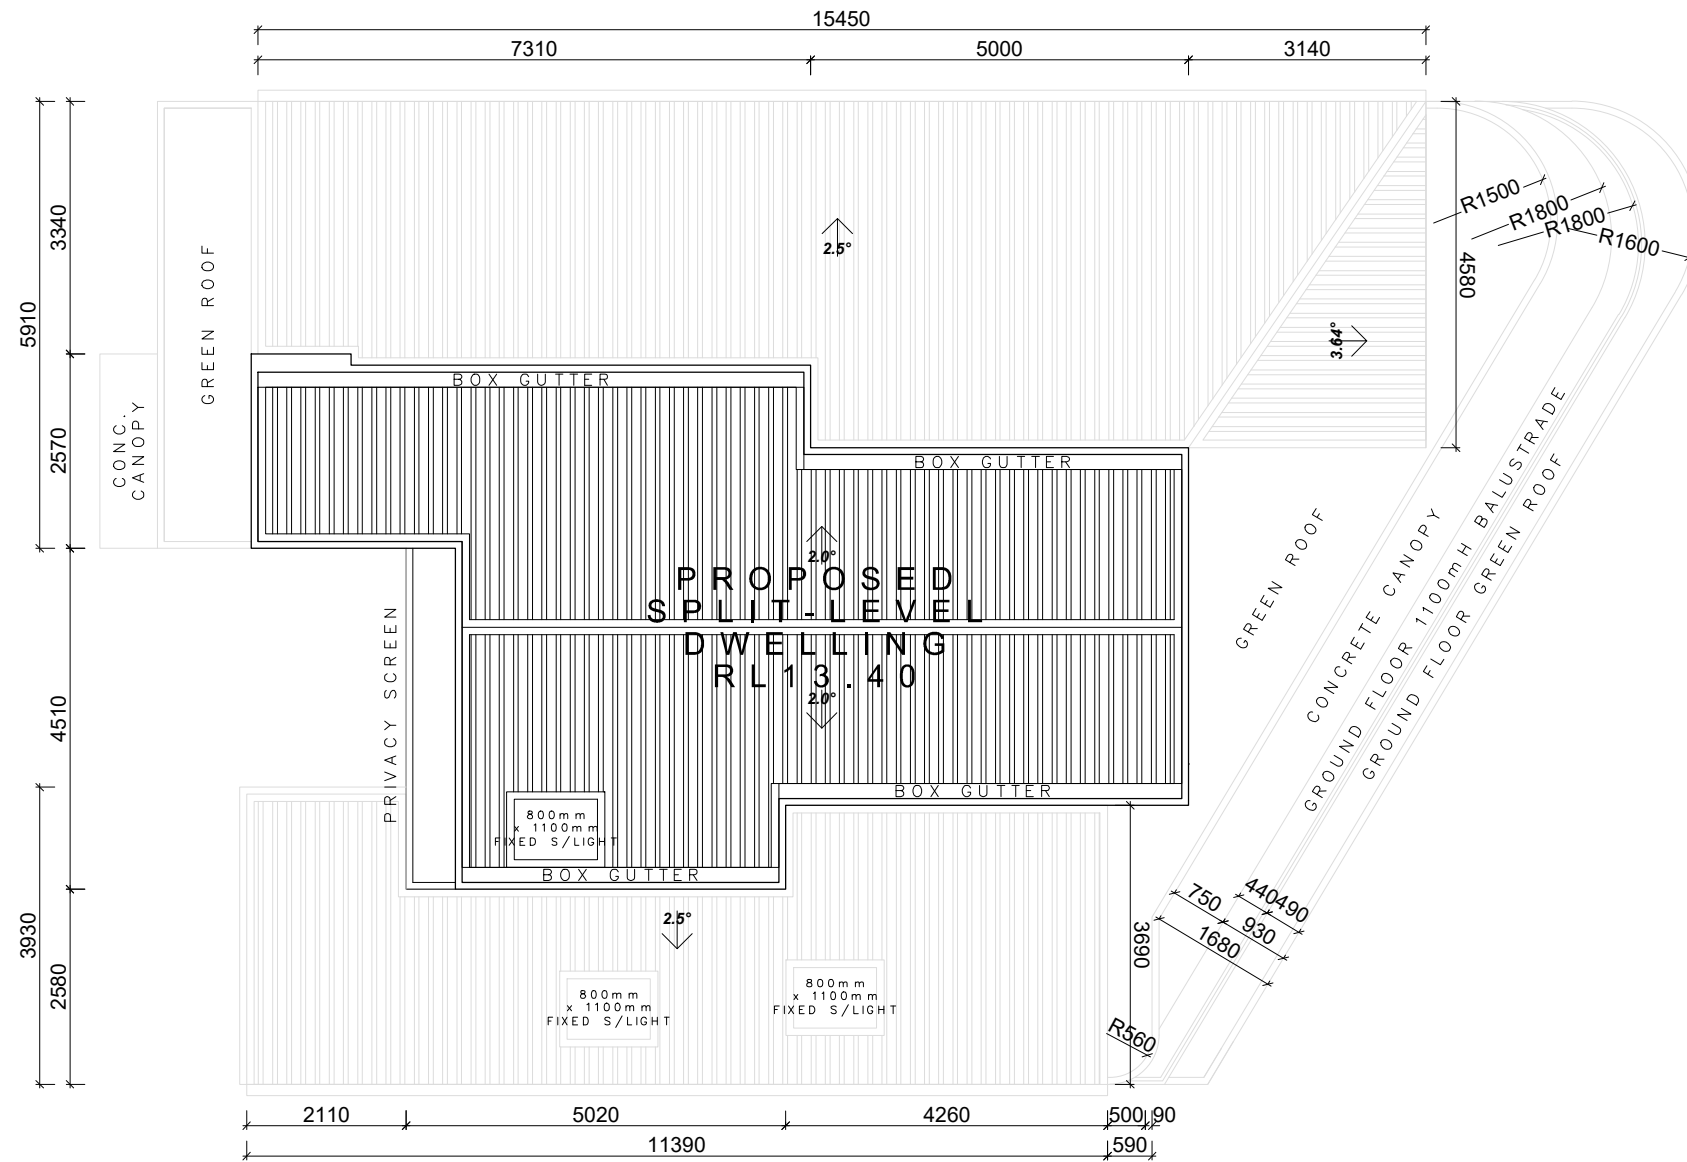 15450
7310
5000
3140
3340
5910
2570
4510
3930
2580
GREEN ROOF
CONC.
CANOPY
2.5°
3.64°
4580
R1500
R1800
R1800
R1600
BOX GUTTER
BOX GUTTER
2.0°
PROPOSED
SPLIT-LEVEL
DWELLING
RL13.40
2.0°
PRIVACY SCREEN
GREEN ROOF
CONCRETE CANOPY
GROUND FLOOR 1100mH BALUSTRADE
GROUND FLOOR GREEN ROOF
BOX GUTTER
800mm
x 1100mm
FIXED S/LIGHT
BOX GUTTER
2.5°
800mm
x 1100mm
FIXED S/LIGHT
800mm
x 1100mm
FIXED S/LIGHT
750
440
490
930
1680
3690
R560
2110
5020
4260
500
90
11390
590